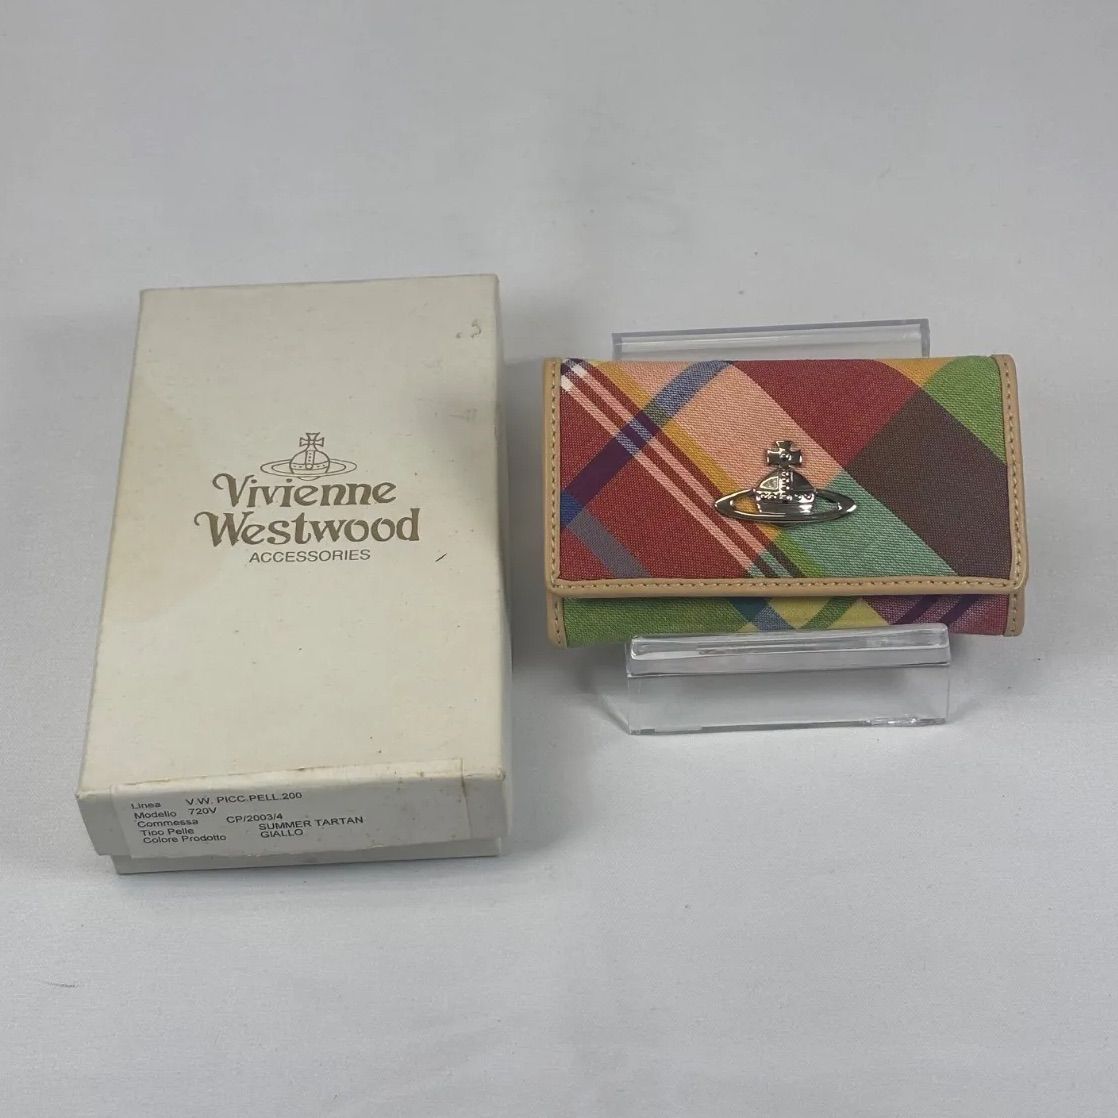 Vivienne
Westwood
ACCESSORIES
Linea V.W. PICC.PELL.200
Modello 720V
Commessa CP/2003/4
Tipo Pelle SUMMER TARTAN
Colore Prodotto GIALLO